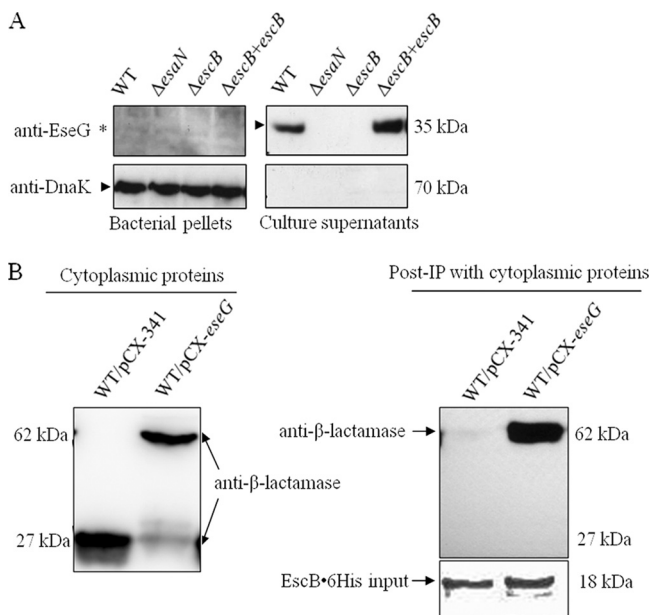 A
WT ΔesaN ΔescB ΔescB+escB WT ΔesaN ΔescB ΔescB+escB
anti-EseG * 35 kDa
anti-DnaK 70 kDa
Bacterial pellets Culture supernatants
B
Cytoplasmic proteins Post-IP with cytoplasmic proteins
WT/pCX-341 WT/pCX-eseG WT/pCX-341 WT/pCX-eseG
62 kDa anti-β-lactamase 62 kDa
anti-β-lactamase
27 kDa 27 kDa
EscB•6His input 18 kDa